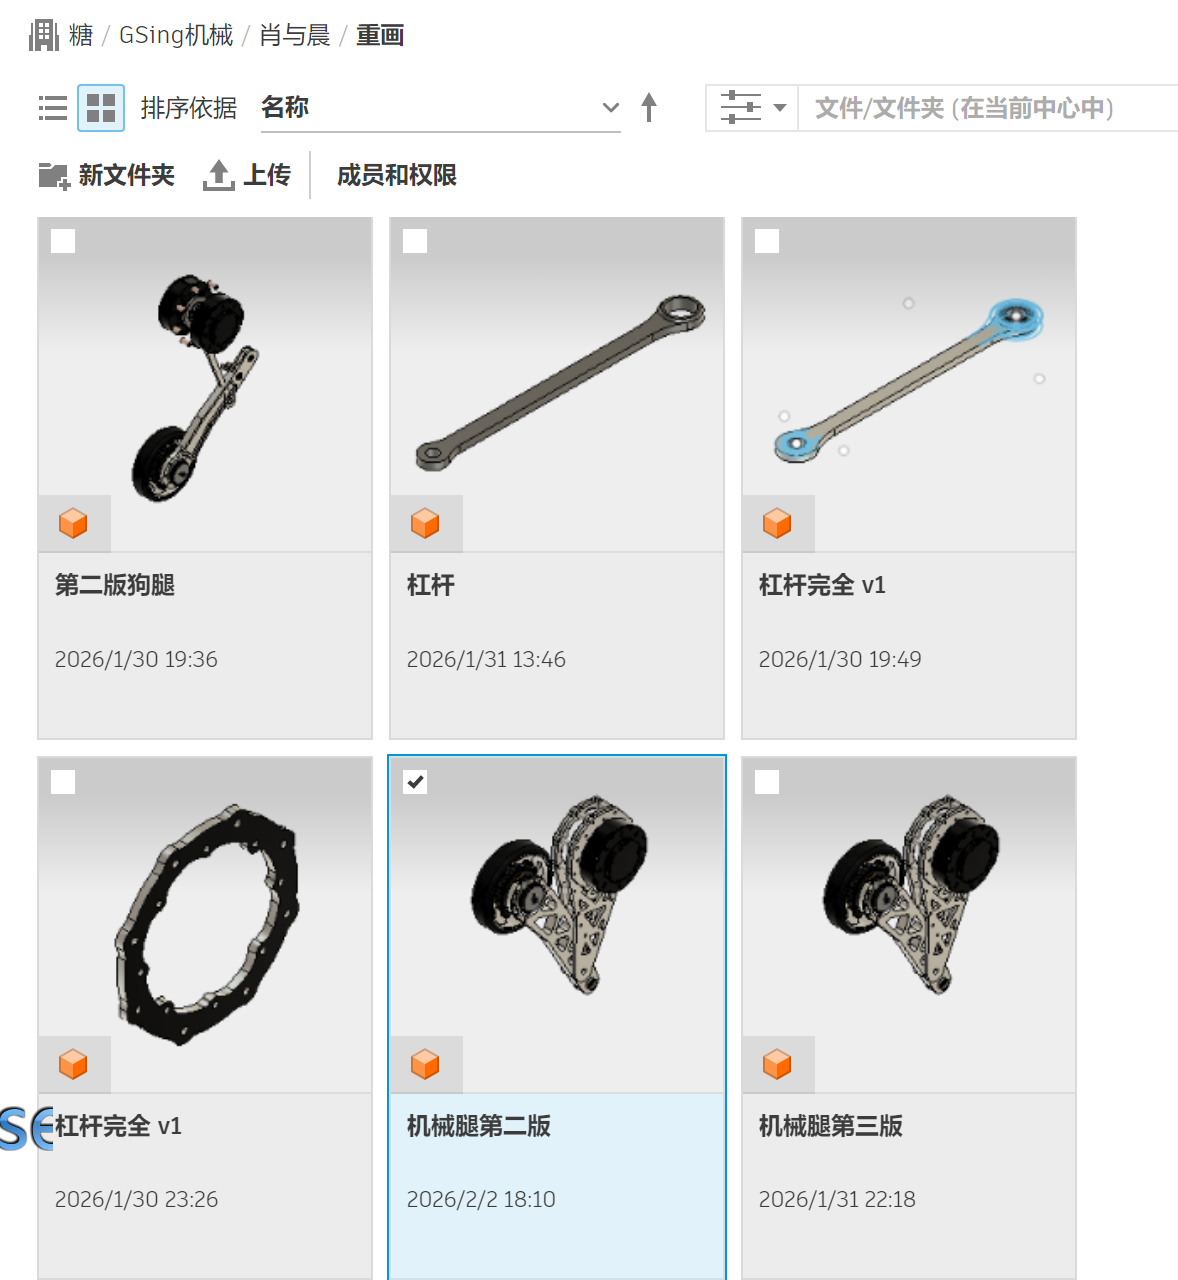 糖 / GSing机械 / 肖与晨 / 重画
排序依据 名称
文件/文件夹 (在当前中心中)
新文件夹 上传 成员和权限
第二版狗腿
2026/1/30 19:36
杠杆
2026/1/31 13:46
杠杆完全 v1
2026/1/30 19:49
se
杠杆完全 v1
2026/1/30 23:26
机械腿第二版
2026/2/2 18:10
机械腿第三版
2026/1/31 22:18